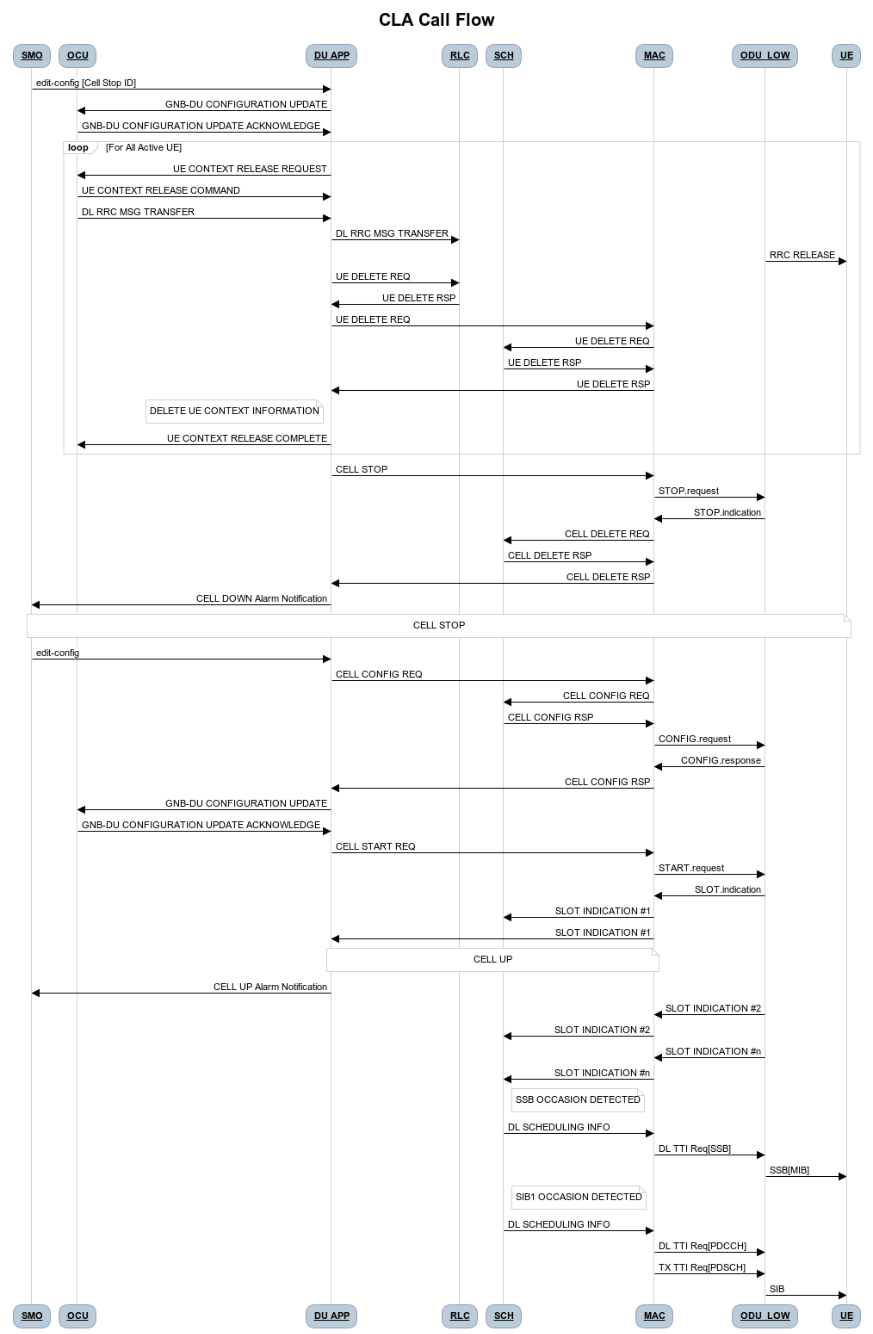 CLA Call Flow
SMO OCU DU APP RLC SCH MAC ODU_LOW UE
edit-config [Cell Stop ID]
GNB-DU CONFIGURATION UPDATE
GNB-DU CONFIGURATION UPDATE ACKNOWLEDGE
loop [For All Active UE]
UE CONTEXT RELEASE REQUEST
UE CONTEXT RELEASE COMMAND
DL RRC MSG TRANSFER
DL RRC MSG TRANSFER
RRC RELEASE
UE DELETE REQ
UE DELETE RSP
UE DELETE REQ
UE DELETE REQ
UE DELETE RSP
UE DELETE RSP
DELETE UE CONTEXT INFORMATION
UE CONTEXT RELEASE COMPLETE
CELL STOP
STOP.request
STOP.indication
CELL DELETE REQ
CELL DELETE RSP
CELL DELETE RSP
CELL DOWN Alarm Notification
CELL STOP
edit-config
CELL CONFIG REQ
CELL CONFIG REQ
CELL CONFIG RSP
CONFIG.request
CONFIG.response
CELL CONFIG RSP
GNB-DU CONFIGURATION UPDATE
GNB-DU CONFIGURATION UPDATE ACKNOWLEDGE
CELL START REQ
START.request
SLOT.indication
SLOT INDICATION #1
SLOT INDICATION #1
CELL UP
CELL UP Alarm Notification
SLOT INDICATION #2
SLOT INDICATION #2
SLOT INDICATION #n
SLOT INDICATION #n
SSB OCCASION DETECTED
DL SCHEDULING INFO
DL TTI Req[SSB]
SSB[MIB]
SIB1 OCCASION DETECTED
DL SCHEDULING INFO
DL TTI Req[PDCCH]
TX TTI Req[PDSCH]
SIB
SMO OCU DU APP RLC SCH MAC ODU_LOW UE